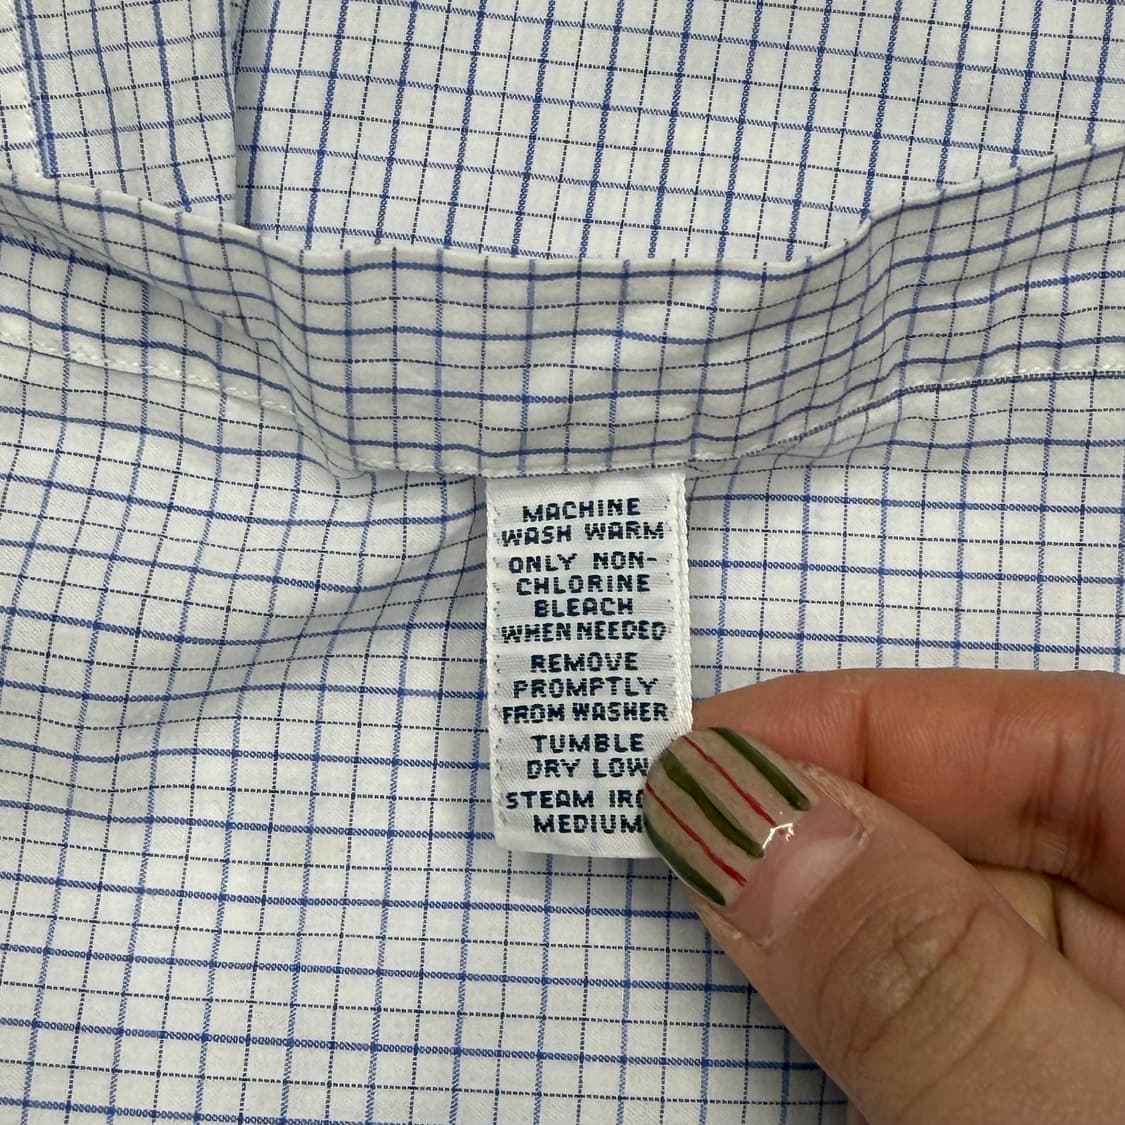 MACHINE
WASH WARM
ONLY NON-
CHLORINE
BLEACH
WHEN NEEDED
REMOVE
PROMPTLY
FROM WASHER
TUMBLE
DRY LOW
STEAM
MEDIUM